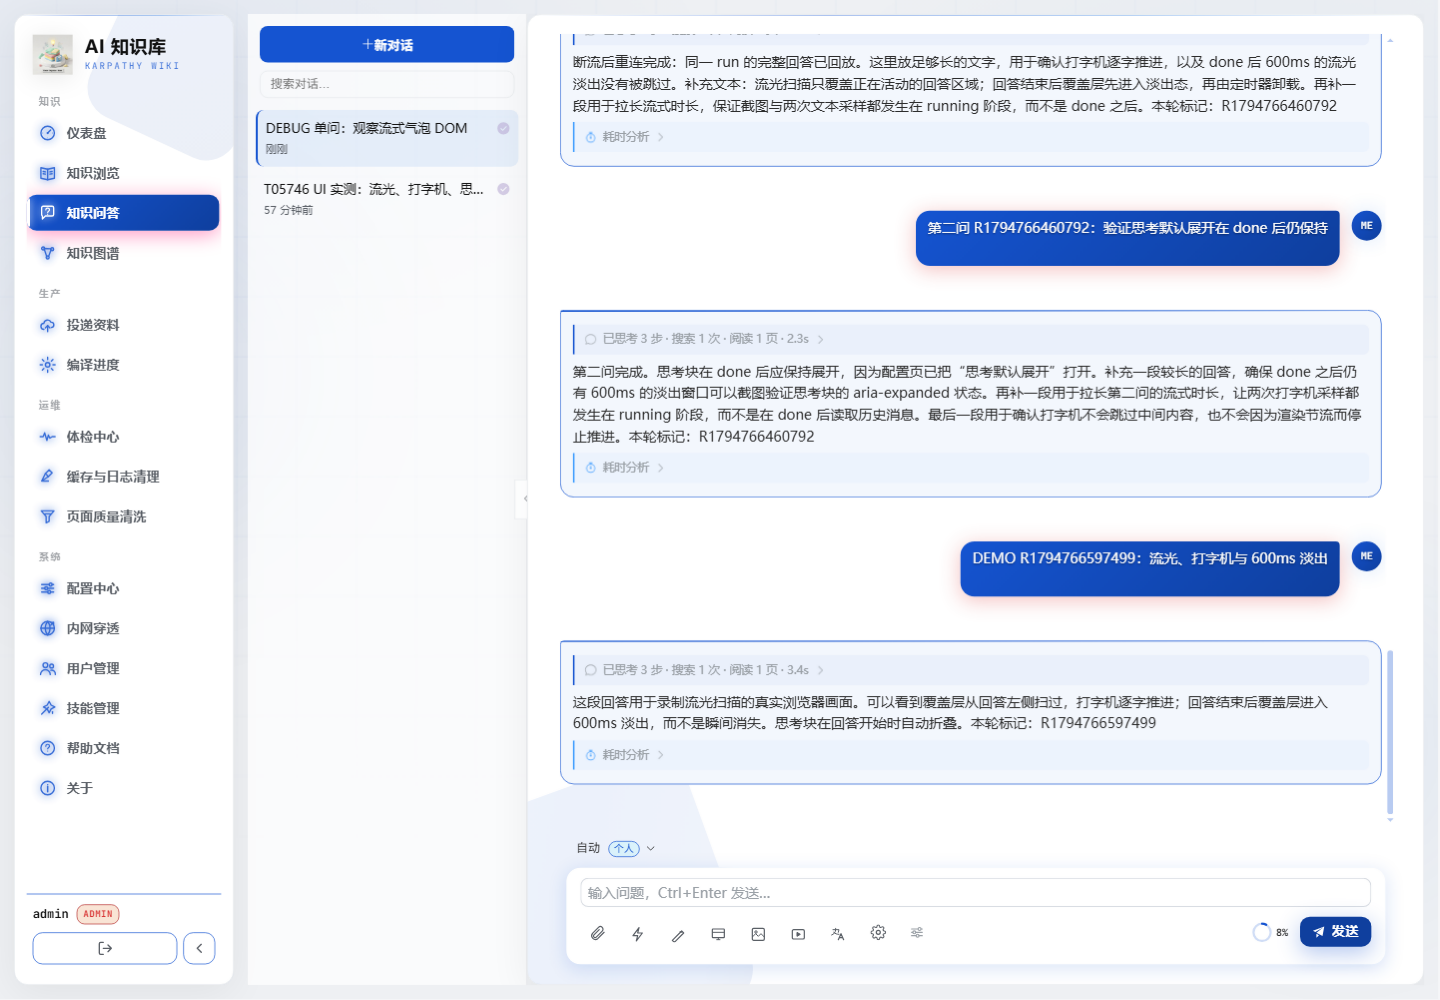 AI 知识库
KARPATHY WIKI
知识
仪表盘
知识浏览
知识问答
知识图谱
生产
投递资料
编译进度
运维
体检中心
缓存与日志清理
页面质量清洗
系统
配置中心
内网穿透
用户管理
技能管理
帮助文档
关于
admin ADMIN
+新对话
搜索对话...
DEBUG 单问：观察流式气泡 DOM
刚刚
T05746 UI 实测：流光、打字机、思...
57 分钟前
断流后重连完成：同一 run 的完整回答已回放。这里放足够长的文字，用于确认打字机逐字推进，以及 done 后 600ms 的流光
淡出没有被跳过。补充文本：流光扫描只覆盖正在活动的回答区域；回答结束后覆盖层先进入淡出态，再由定时器卸载。再补一
段用于拉长流式时长，保证截图与两次文本采样都发生在 running 阶段，而不是 done 之后。本轮标记：R1794766460792
耗时分析
第二问 R1794766460792：验证思考默认展开在 done 后仍保持
ME
已思考 3 步 · 搜索 1 次 · 阅读 1 页 · 2.3s
第二问完成。思考块在 done 后应保持展开，因为配置页已把“思考默认展开”打开。补充一段较长的回答，确保 done 之后仍
有 600ms 的淡出窗口可以截图验证思考块的 aria-expanded 状态。再补一段用于拉长第二问的流式时长，让两次打字机采样都
发生在 running 阶段，而不是在 done 后读取历史消息。最后一段用于确认打字机不会跳过中间内容，也不会因为渲染节流而停
止推进。本轮标记：R1794766460792
耗时分析
DEMO R1794766597499：流光、打字机与 600ms 淡出
ME
已思考 3 步 · 搜索 1 次 · 阅读 1 页 · 3.4s
这段回答用于录制流光扫描的真实浏览器画面。可以看到覆盖层从回答左侧扫过，打字机逐字推进；回答结束后覆盖层进入
600ms 淡出，而不是瞬间消失。思考块在回答开始时自动折叠。本轮标记：R1794766597499
耗时分析
自动 个人
输入问题，Ctrl+Enter 发送...
8%
发送